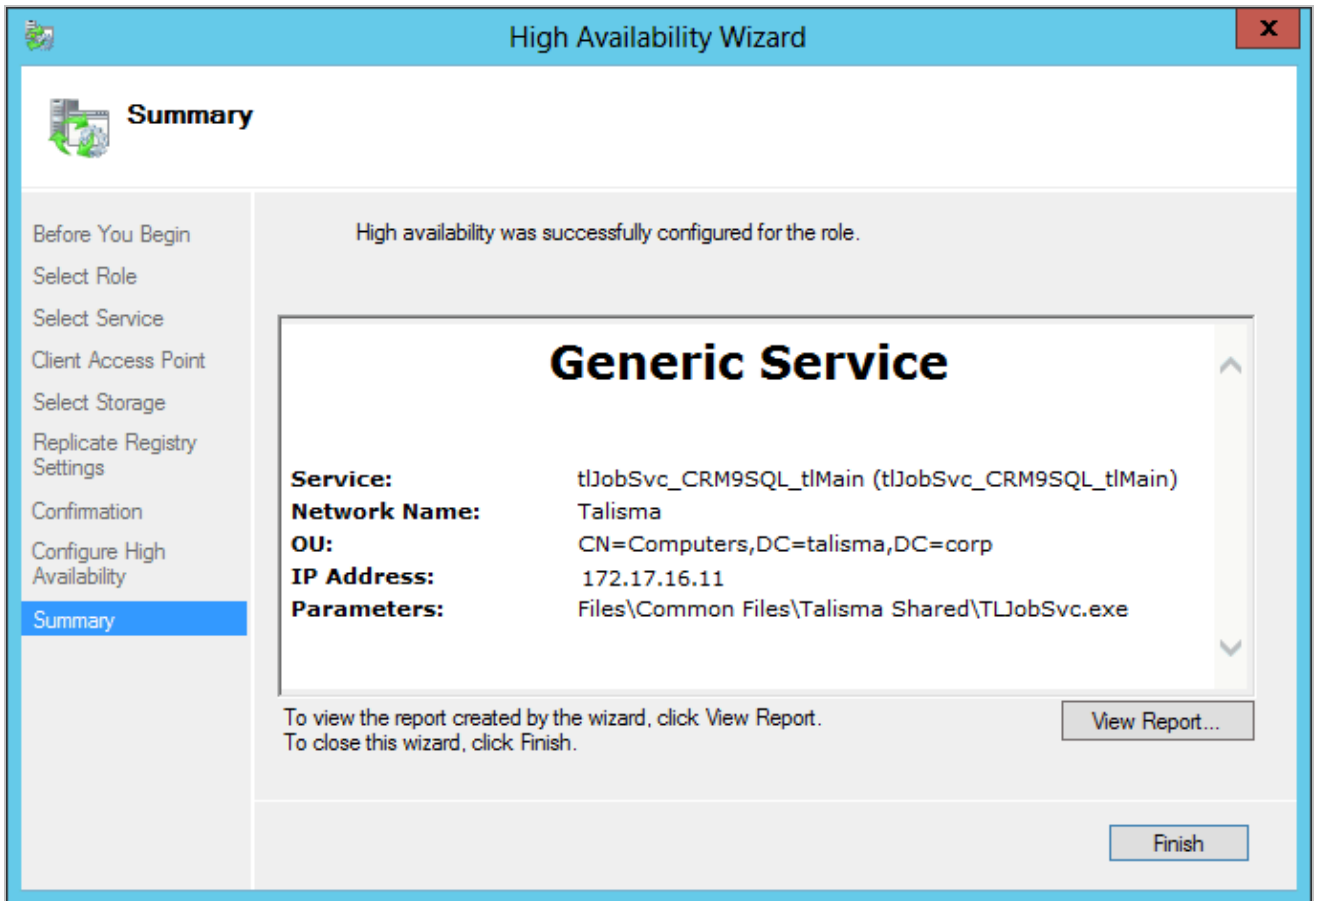 High Availability Wizard
x
Summary
Before You Begin
Select Role
Select Service
Client Access Point
Select Storage
Replicate Registry
Settings
Confirmation
Configure High
Availability
Summary
High availability was successfully configured for the role.
Generic Service
Service: tlJobSvc_CRM9SQL_tlMain (tlJobSvc_CRM9SQL_tlMain)
Network Name: Talisma
OU: CN=Computers,DC=talisma,DC=corp
IP Address: 172.17.16.11
Parameters: Files\Common Files\Talisma Shared\TLJobSvc.exe
To view the report created by the wizard, click View Report.
To close this wizard, click Finish.
View Report...
Finish